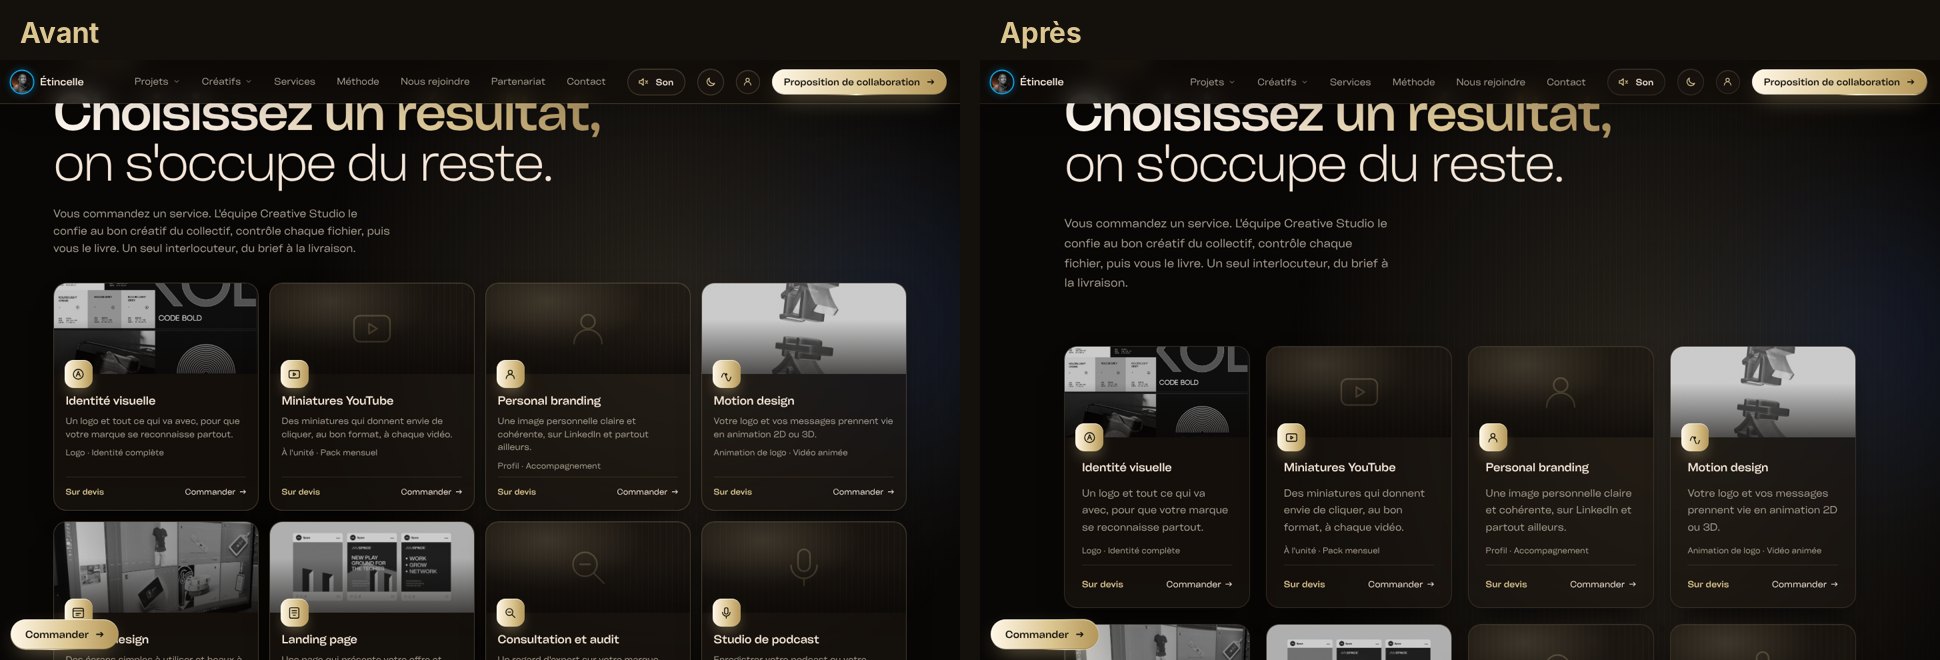 Avant
Étincelle Projets Créatifs Services Méthode Nous rejoindre Partenariat Contact Son Proposition de collaboration →
Choisissez un résultat,
on s'occupe du reste.
Vous commandez un service. L'équipe Creative Studio le
confie au bon créatif du collectif, contrôle chaque fichier, puis
vous le livre. Un seul interlocuteur, du brief à la livraison.
CODE BOLD
Identité visuelle
Un logo et tout ce qui va avec, pour que
votre marque se reconnaisse partout.
Logo · Identité complète
Sur devis Commander →
Miniatures YouTube
Des miniatures qui donnent envie de
cliquer, au bon format, à chaque vidéo.
À l'unité · Pack mensuel
Sur devis Commander →
Personal branding
Une image personnelle claire et
cohérente, sur LinkedIn et partout
ailleurs.
Profil · Accompagnement
Sur devis Commander →
Motion design
Votre logo et vos messages prennent vie
en animation 2D ou 3D.
Animation de logo · Vidéo animée
Sur devis Commander →
NEW PLAY
GROUND FOR
• WORK
• GROW
• NETWORK
Landing page
Consultation et audit
Studio de podcast
Commander →
Après
Étincelle Projets Créatifs Services Méthode Nous rejoindre Contact Son Proposition de collaboration →
Choisissez un résultat,
on s'occupe du reste.
Vous commandez un service. L'équipe Creative Studio le
confie au bon créatif du collectif, contrôle chaque
fichier, puis vous le livre. Un seul interlocuteur, du brief à
la livraison.
CODE BOLD
Identité visuelle
Un logo et tout ce qui va
avec, pour que votre marque
se reconnaisse partout.
Logo · Identité complète
Sur devis Commander →
Miniatures YouTube
Des miniatures qui donnent
envie de cliquer, au bon
format, à chaque vidéo.
À l'unité · Pack mensuel
Sur devis Commander →
Personal branding
Une image personnelle claire
et cohérente, sur LinkedIn et
partout ailleurs.
Profil · Accompagnement
Sur devis Commander →
Motion design
Votre logo et vos messages
prennent vie en animation 2D
ou 3D.
Animation de logo · Vidéo animée
Sur devis Commander →
Commander →